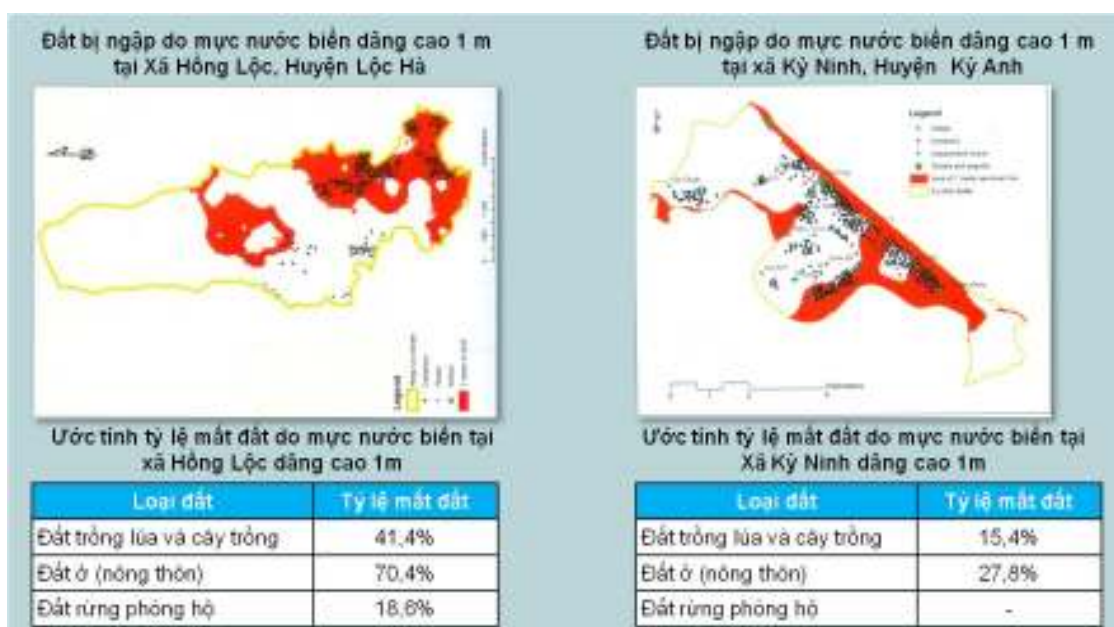 Đất bị ngập do mực nước biển dâng cao 1 m
tại Xã Hồng Lộc, Huyện Lộc Hà
Đất bị ngập do mực nước biển dâng cao 1 m
tại xã Kỳ Ninh, Huyện Kỳ Anh
Legend
Legend
Ước tính tỷ lệ mất đất do mực nước biển tại
xã Hồng Lộc dâng cao 1m
Loại đất Tỷ lệ mất đất
Đất trồng lúa và cây trồng 41,4%
Đất ở (nông thôn) 70,4%
Đất rừng phòng hộ 18,6%
Ước tính tỷ lệ mất đất do mực nước biển tại
Xã Kỳ Ninh dâng cao 1m
Loại đất Tỷ lệ mất đất
Đất trồng lúa và cây trồng 15,4%
Đất ở (nông thôn) 27,8%
Đất rừng phòng hộ -